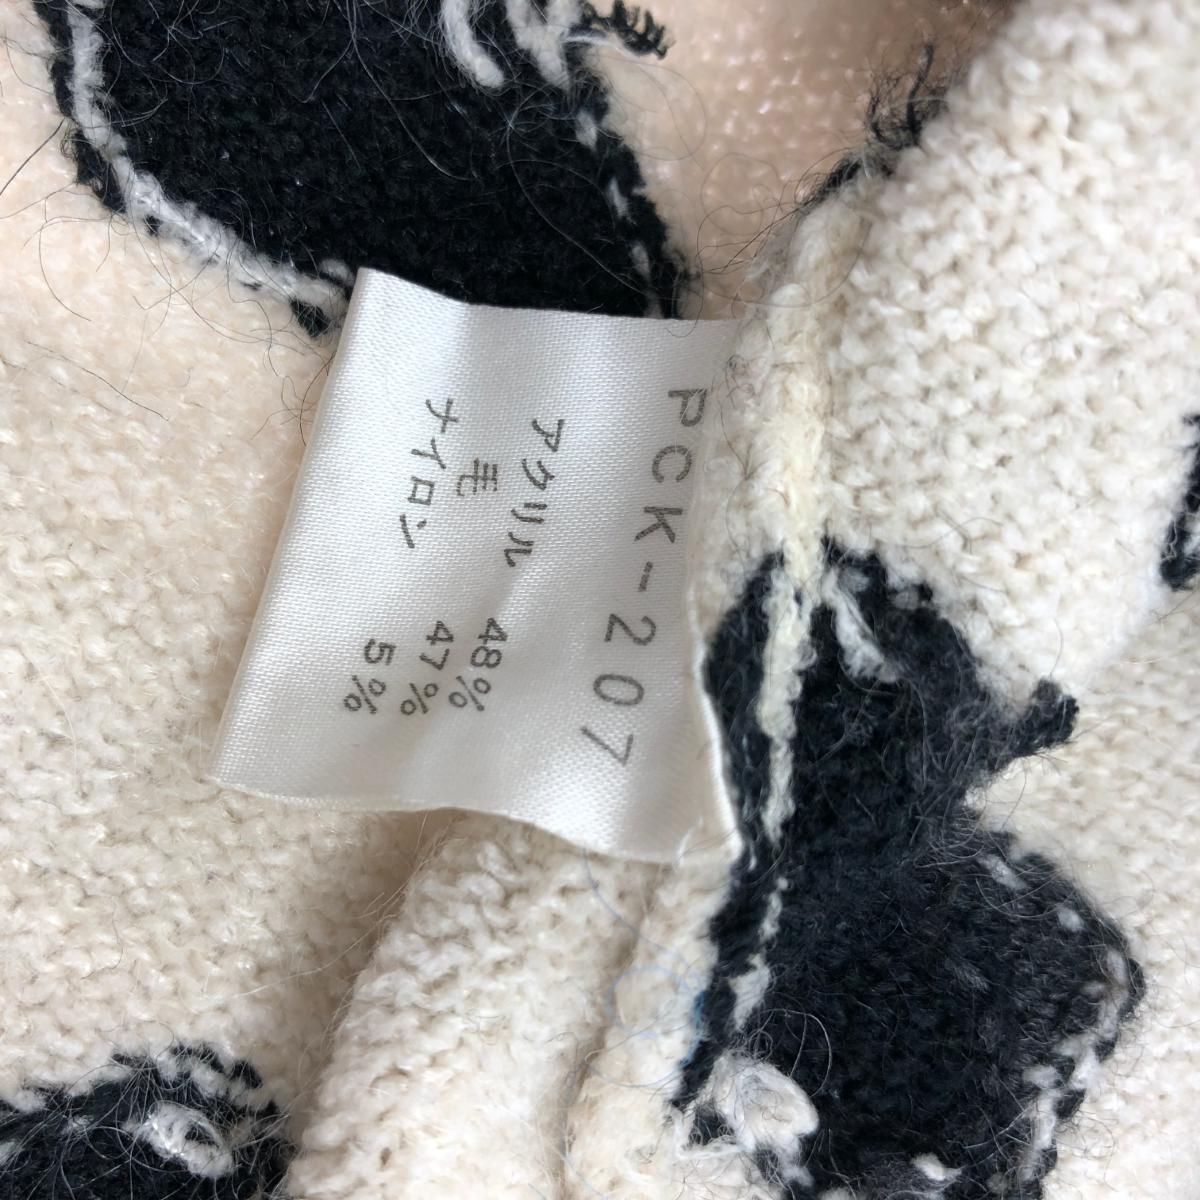 PCK-207
アクリル 48%
毛 47%
ナイロン 5%